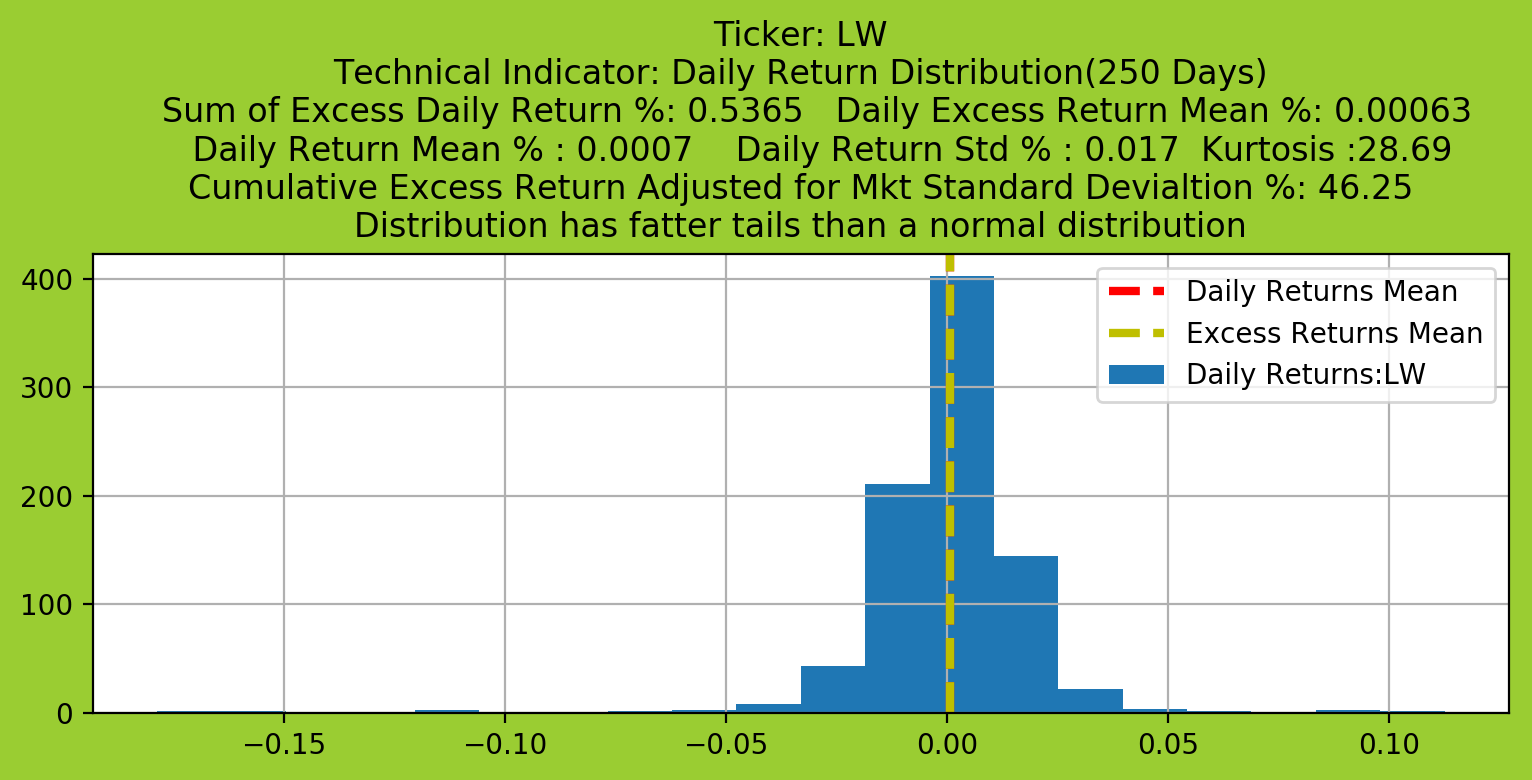 Ticker: LW
Technical Indicator: Daily Return Distribution(250 Days)
Sum of Excess Daily Return %: 0.5365   Daily Excess Return Mean %: 0.00063
Daily Return Mean % : 0.0007    Daily Return Std % : 0.017  Kurtosis :28.69
Cumulative Excess Return Adjusted for Mkt Standard Devialtion %: 46.25
Distribution has fatter tails than a normal distribution
400
300
200
100
0
Daily Returns Mean
Excess Returns Mean
Daily Returns:LW
−0.15 −0.10 −0.05 0.00 0.05 0.10